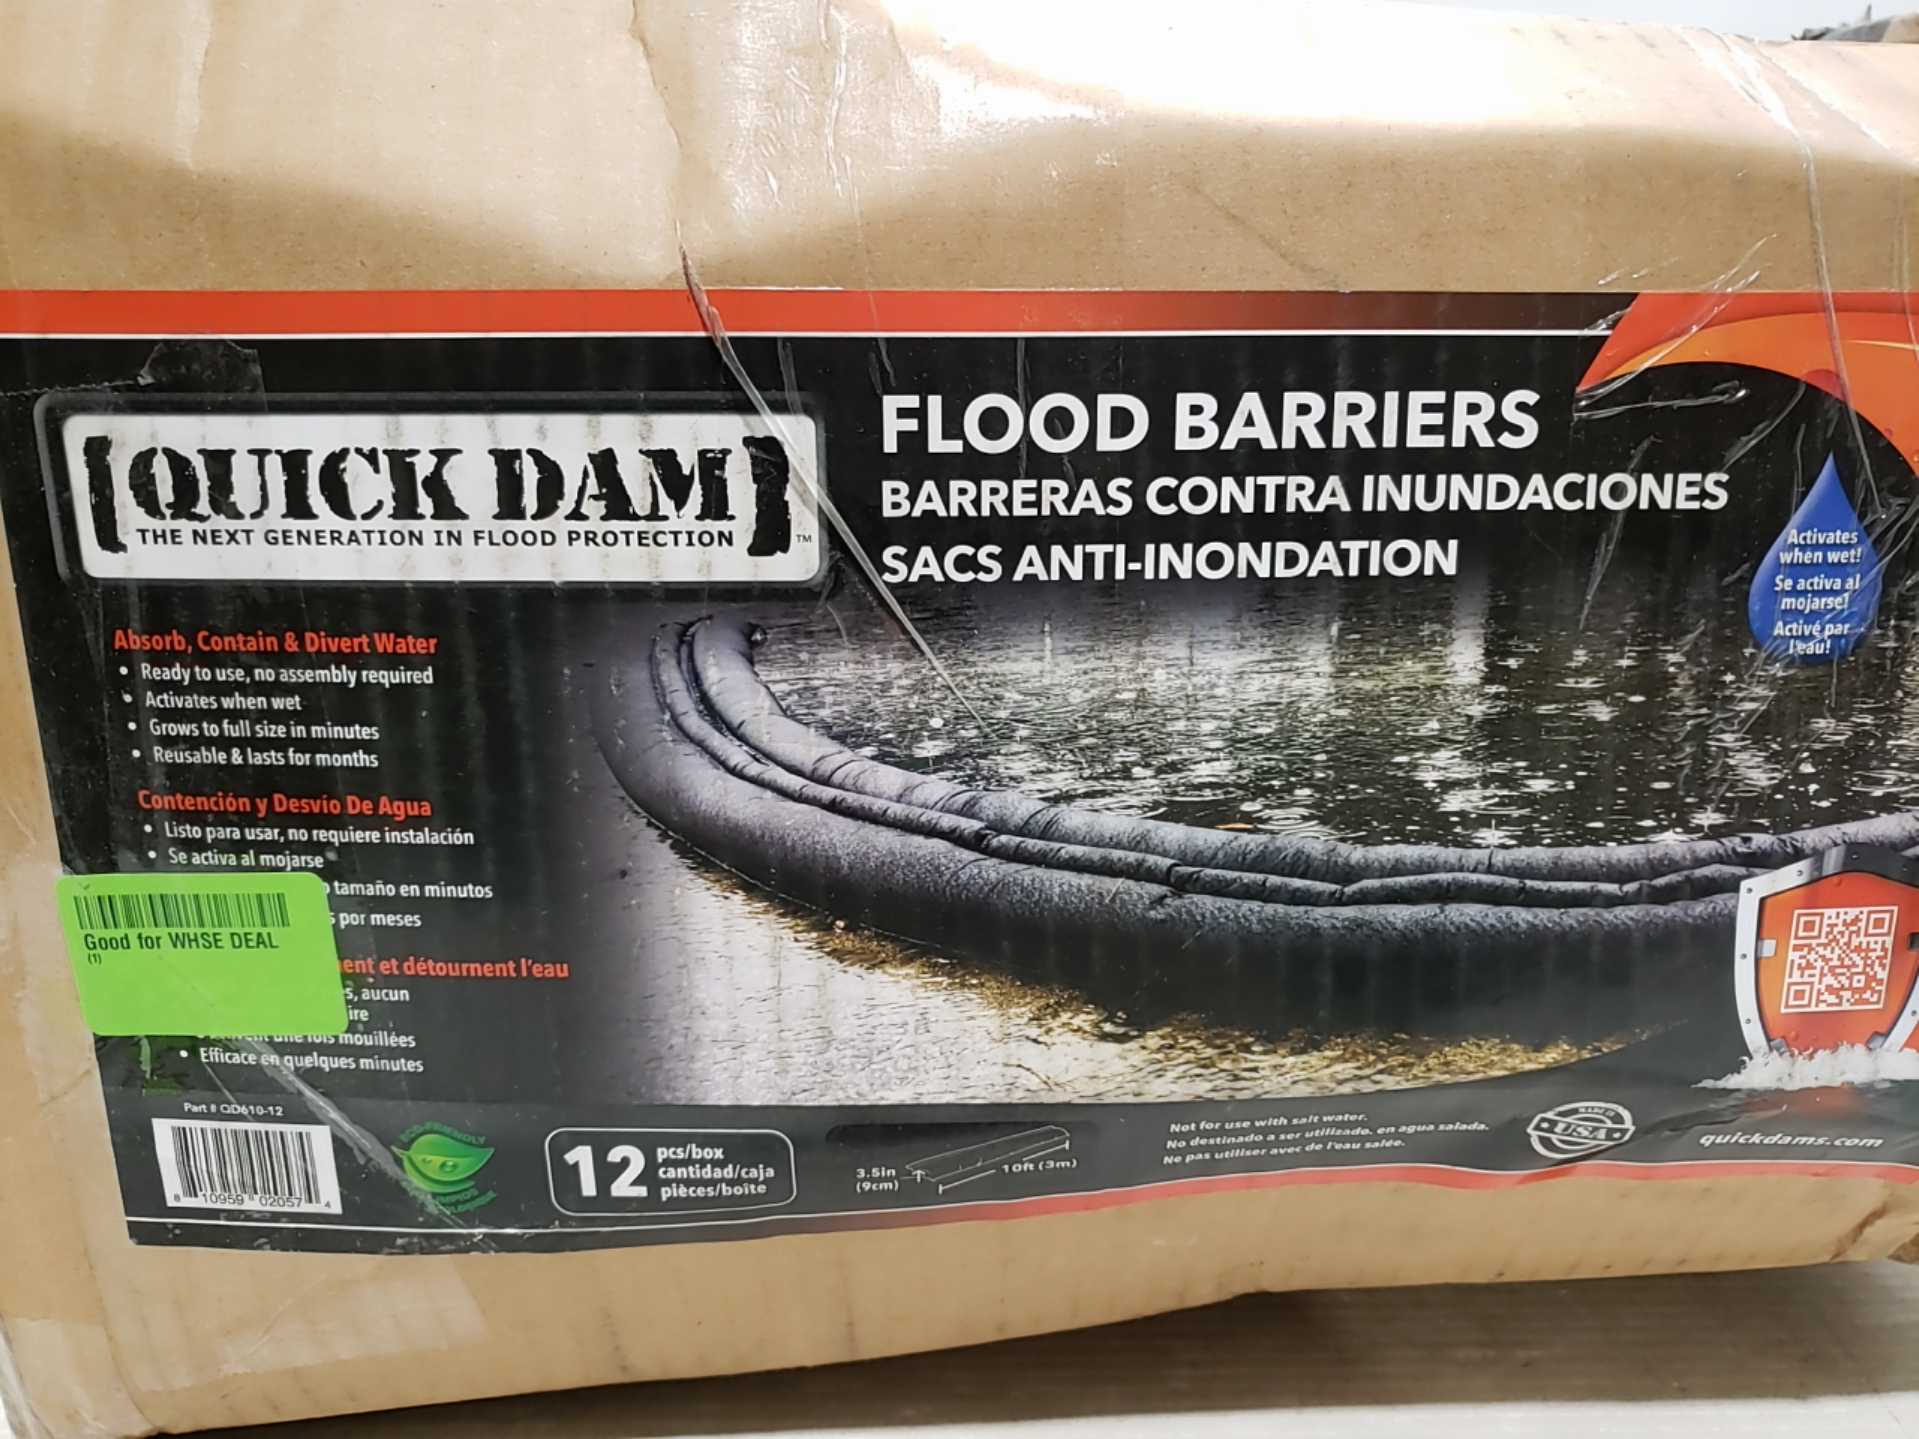 [QUICK DAM]
THE NEXT GENERATION IN FLOOD PROTECTION
™
FLOOD BARRIERS
BARRERAS CONTRA INUNDACIONES
SACS ANTI-INONDATION
Activates
when wet!
Se activa al
mojarse!
Activé par
l'eau!
Absorb, Contain & Divert Water
• Ready to use, no assembly required
• Activates when wet
• Grows to full size in minutes
• Reusable & lasts for months
Contención y Desvío De Agua
• Listo para usar, no requiere instalación
• Se activa al mojarse
tamaño en minutos
por meses
Good for WHSE DEAL
(1)
et détournent l'eau
aucun
mouillées
• Efficace en quelques minutes
Part # QD610-12
8 10959 02057 4
ECO-FRIENDLY
12
pcs/box
cantidad/caja
pièces/boîte
3.5in
(9cm)
10ft (3m)
Not for use with salt water.
No destinado a ser utilizado, en agua salada.
Ne pas utiliser avec de l'eau salée.
MADE IN
USA
quickdams.com